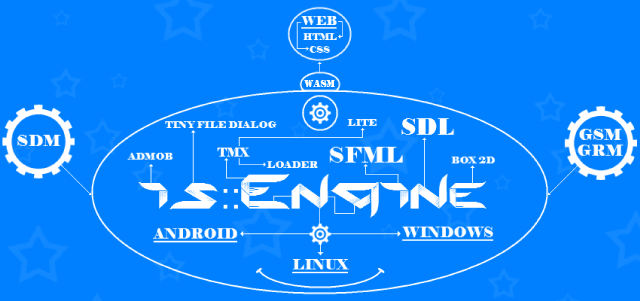 WEB
HTML
CSS
WASM
SDM
GSM
GRM
TINY FILE DIALOG
LITE
SDL
ADMOB
TMX
LOADER
SFML
BOX 2D
is::Engine
ANDROID
WINDOWS
LINUX